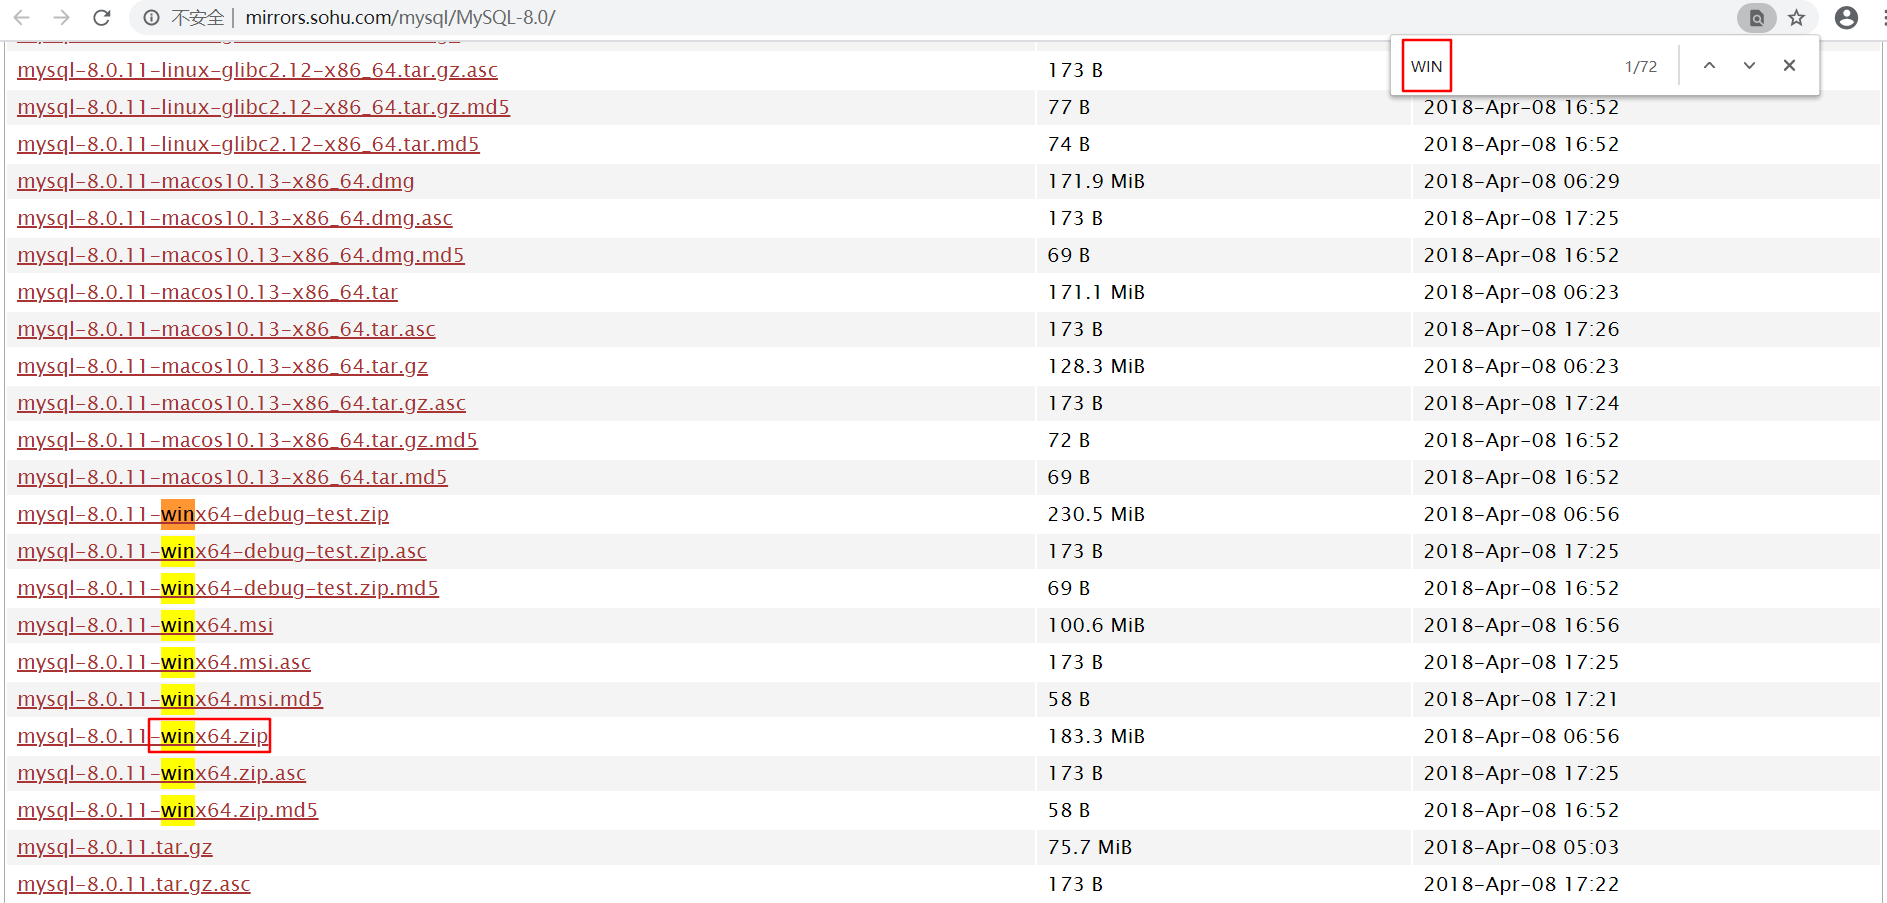 不安全 | mirrors.sohu.com/mysql/MySQL-8.0/
WIN 1/72
mysql-8.0.11-linux-glibc2.12-x86_64.tar.gz.asc 173 B
mysql-8.0.11-linux-glibc2.12-x86_64.tar.gz.md5 77 B 2018-Apr-08 16:52
mysql-8.0.11-linux-glibc2.12-x86_64.tar.md5 74 B 2018-Apr-08 16:52
mysql-8.0.11-macos10.13-x86_64.dmg 171.9 MiB 2018-Apr-08 06:29
mysql-8.0.11-macos10.13-x86_64.dmg.asc 173 B 2018-Apr-08 17:25
mysql-8.0.11-macos10.13-x86_64.dmg.md5 69 B 2018-Apr-08 16:52
mysql-8.0.11-macos10.13-x86_64.tar 171.1 MiB 2018-Apr-08 06:23
mysql-8.0.11-macos10.13-x86_64.tar.asc 173 B 2018-Apr-08 17:26
mysql-8.0.11-macos10.13-x86_64.tar.gz 128.3 MiB 2018-Apr-08 06:23
mysql-8.0.11-macos10.13-x86_64.tar.gz.asc 173 B 2018-Apr-08 17:24
mysql-8.0.11-macos10.13-x86_64.tar.gz.md5 72 B 2018-Apr-08 16:52
mysql-8.0.11-macos10.13-x86_64.tar.md5 69 B 2018-Apr-08 16:52
mysql-8.0.11-winx64-debug-test.zip 230.5 MiB 2018-Apr-08 06:56
mysql-8.0.11-winx64-debug-test.zip.asc 173 B 2018-Apr-08 17:25
mysql-8.0.11-winx64-debug-test.zip.md5 69 B 2018-Apr-08 16:52
mysql-8.0.11-winx64.msi 100.6 MiB 2018-Apr-08 16:56
mysql-8.0.11-winx64.msi.asc 173 B 2018-Apr-08 17:25
mysql-8.0.11-winx64.msi.md5 58 B 2018-Apr-08 17:21
mysql-8.0.11-winx64.zip 183.3 MiB 2018-Apr-08 06:56
mysql-8.0.11-winx64.zip.asc 173 B 2018-Apr-08 17:25
mysql-8.0.11-winx64.zip.md5 58 B 2018-Apr-08 16:52
mysql-8.0.11.tar.gz 75.7 MiB 2018-Apr-08 05:03
mysql-8.0.11.tar.gz.asc 173 B 2018-Apr-08 17:22